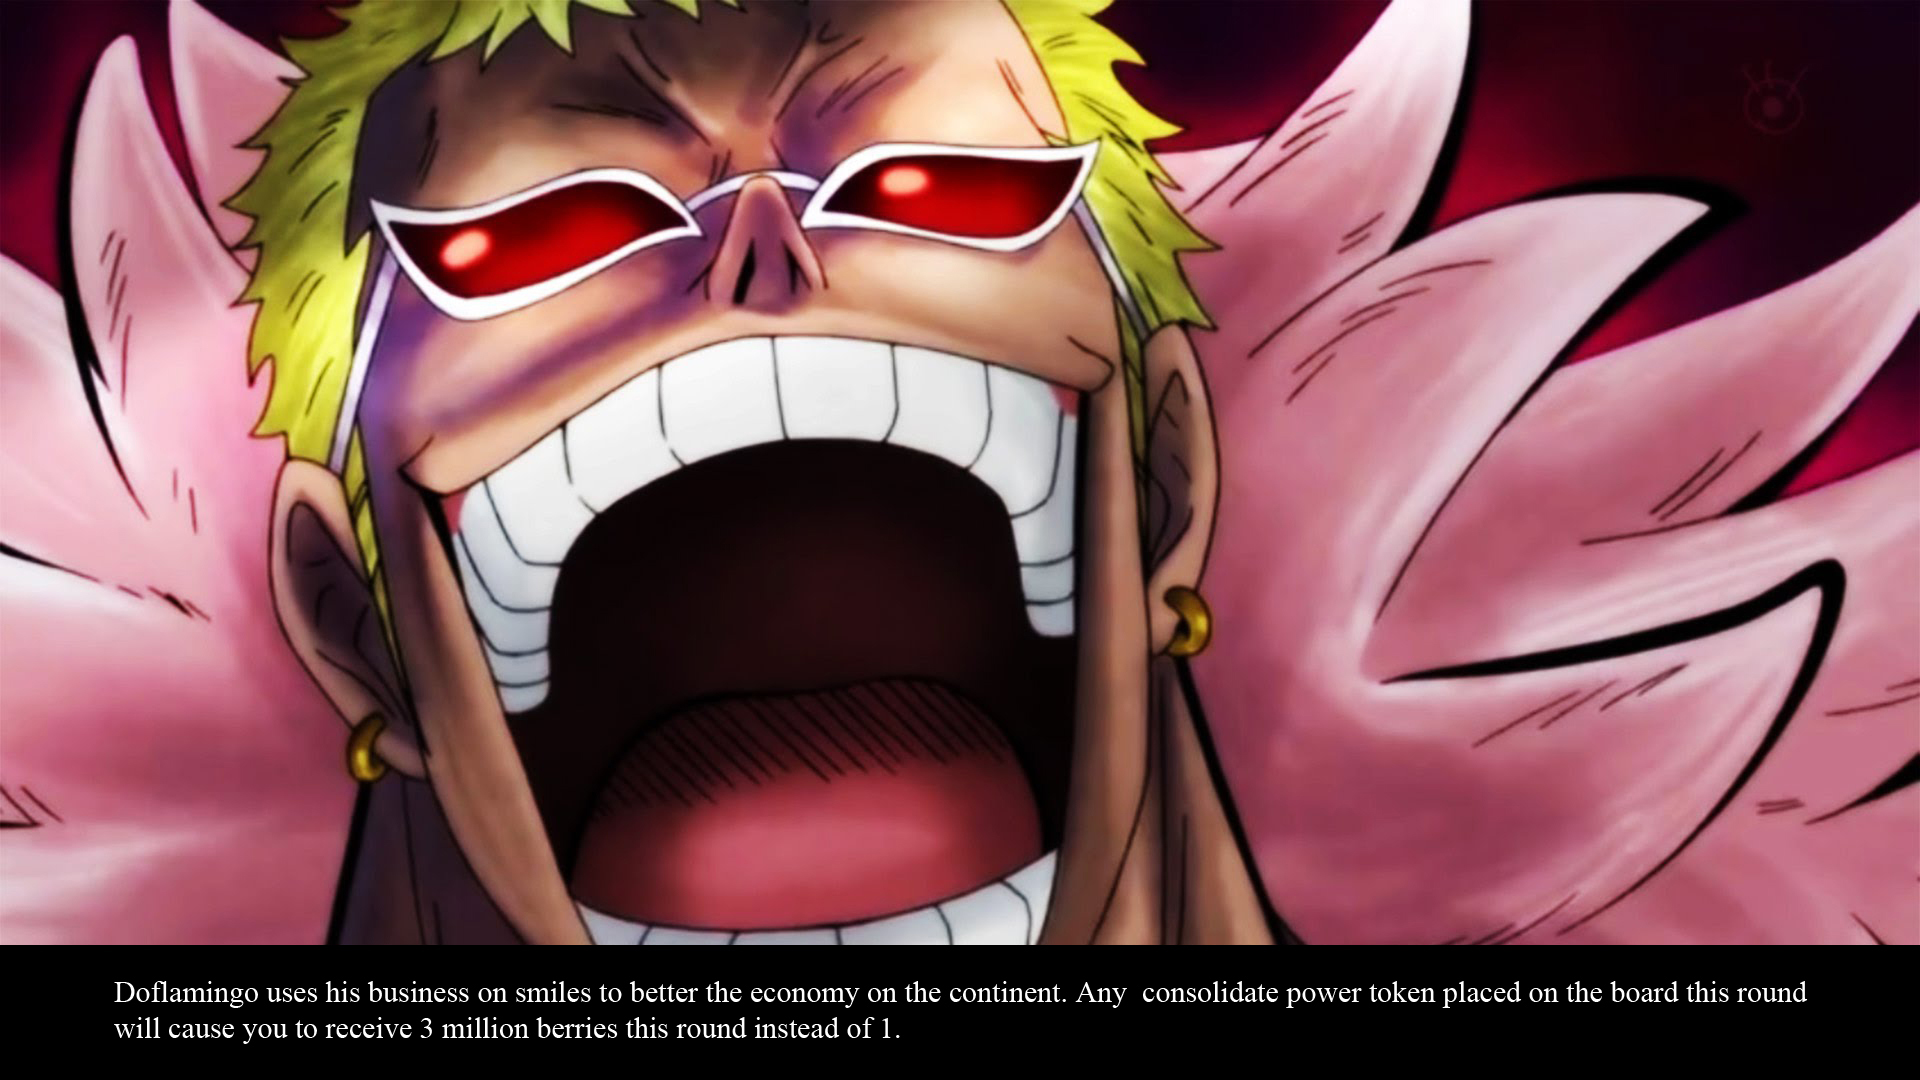 Doflamingo uses his business on smiles to better the economy on the continent. Any  consolidate power token placed on the board this round
will cause you to receive 3 million berries this round instead of 1.